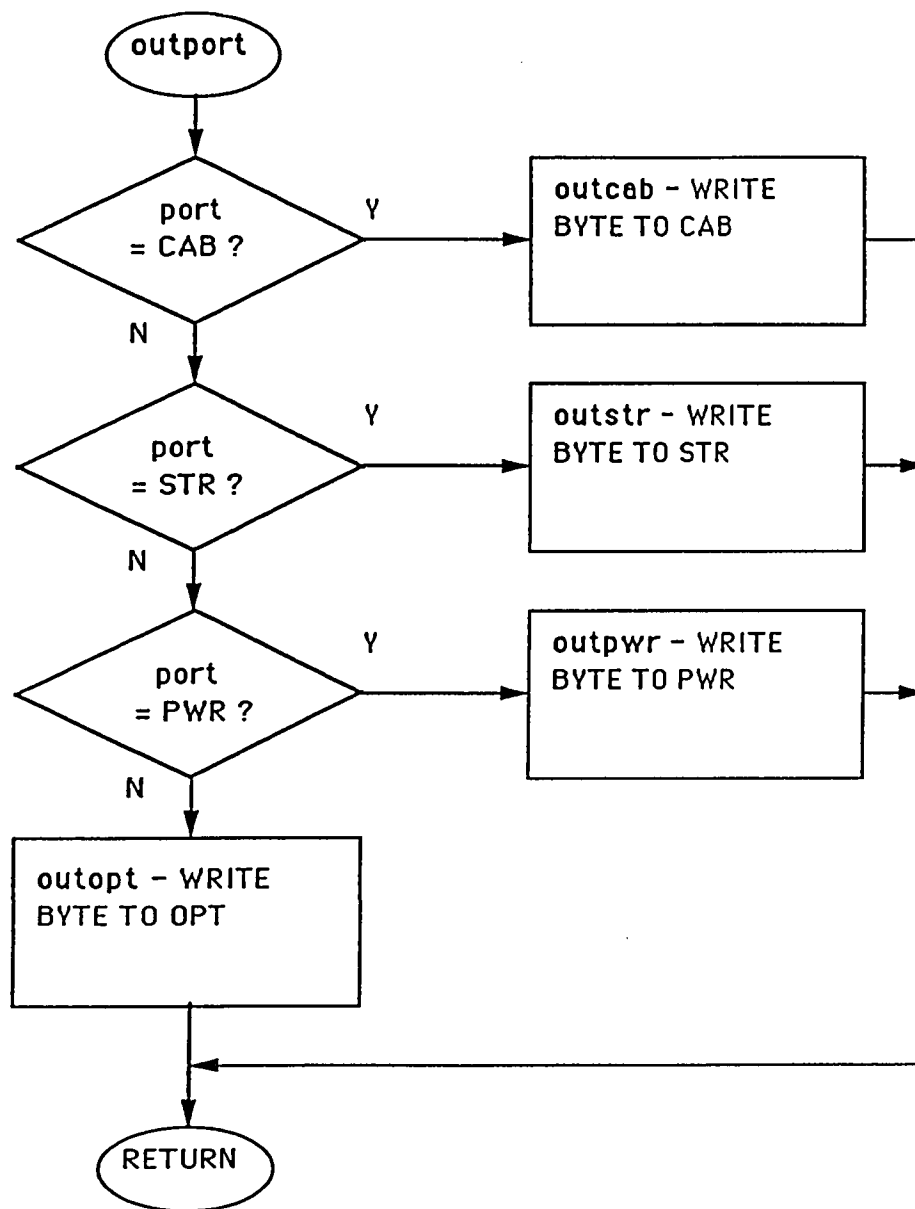 outport
port
= CAB ?
Y
outcab - WRITE
BYTE TO CAB
N
port
= STR ?
Y
outstr - WRITE
BYTE TO STR
N
port
= PWR ?
Y
outpwr - WRITE
BYTE TO PWR
N
outopt - WRITE
BYTE TO OPT
RETURN